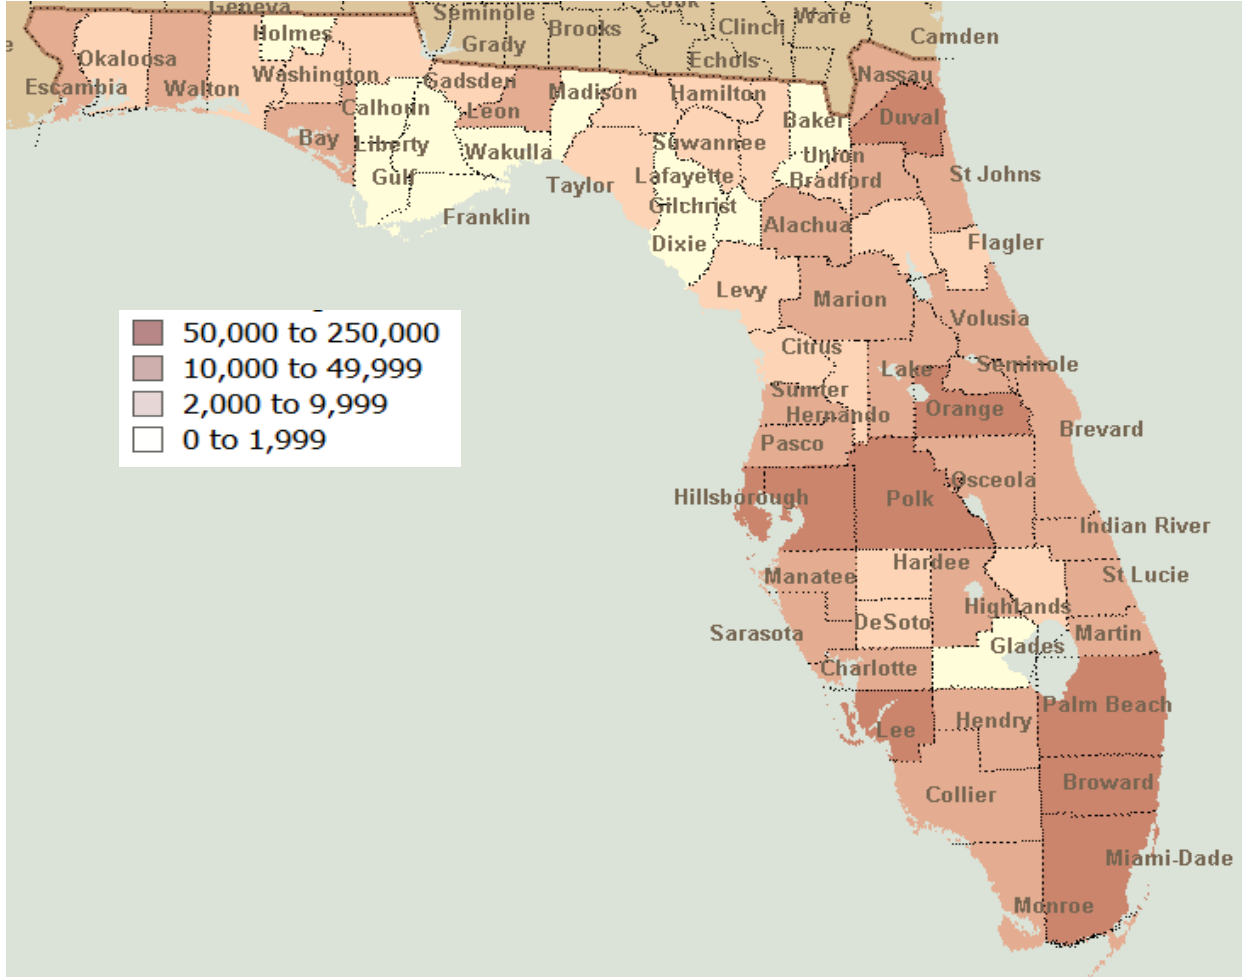 Geneva
Seminole
Cook
Ware
Brooks
Clinch
Camden
Holmes
Grady
e
Okaloosa
Echols
Escambia
Walton
Washington
Gadsden
Madison
Hamilton
Nassau
Calhoun
Leon
Baker
Duval
Bay
Liberty
Wakulla
Suwannee
Union
Gulf
Taylor
Lafayette
Bradford
St Johns
Franklin
Gilchrist
Alachua
Dixie
Flagler
Levy
Marion
Volusia
50,000 to 250,000
10,000 to 49,999
2,000 to 9,999
0 to 1,999
Citrus
Lake
Seminole
Sumter
Hernando
Orange
Pasco
Brevard
Hillsborough
Polk
Osceola
Indian River
Manatee
Hardee
St Lucie
Highlands
Sarasota
DeSoto
Glades
Martin
Charlotte
Palm Beach
Lee
Hendry
Collier
Broward
Miami-Dade
Monroe